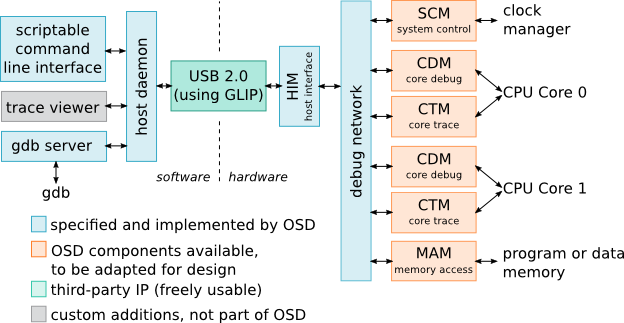 scriptable
command
line interface
trace viewer
gdb server
gdb
host daemon
USB 2.0
(using GLIP)
software
hardware
HIM
host interface
debug network
SCM
system control
clock
manager
CDM
core debug
CTM
core trace
CPU Core 0
CDM
core debug
CTM
core trace
CPU Core 1
MAM
memory access
program or data
memory
specified and implemented by OSD
OSD components available,
to be adapted for design
third-party IP (freely usable)
custom additions, not part of OSD